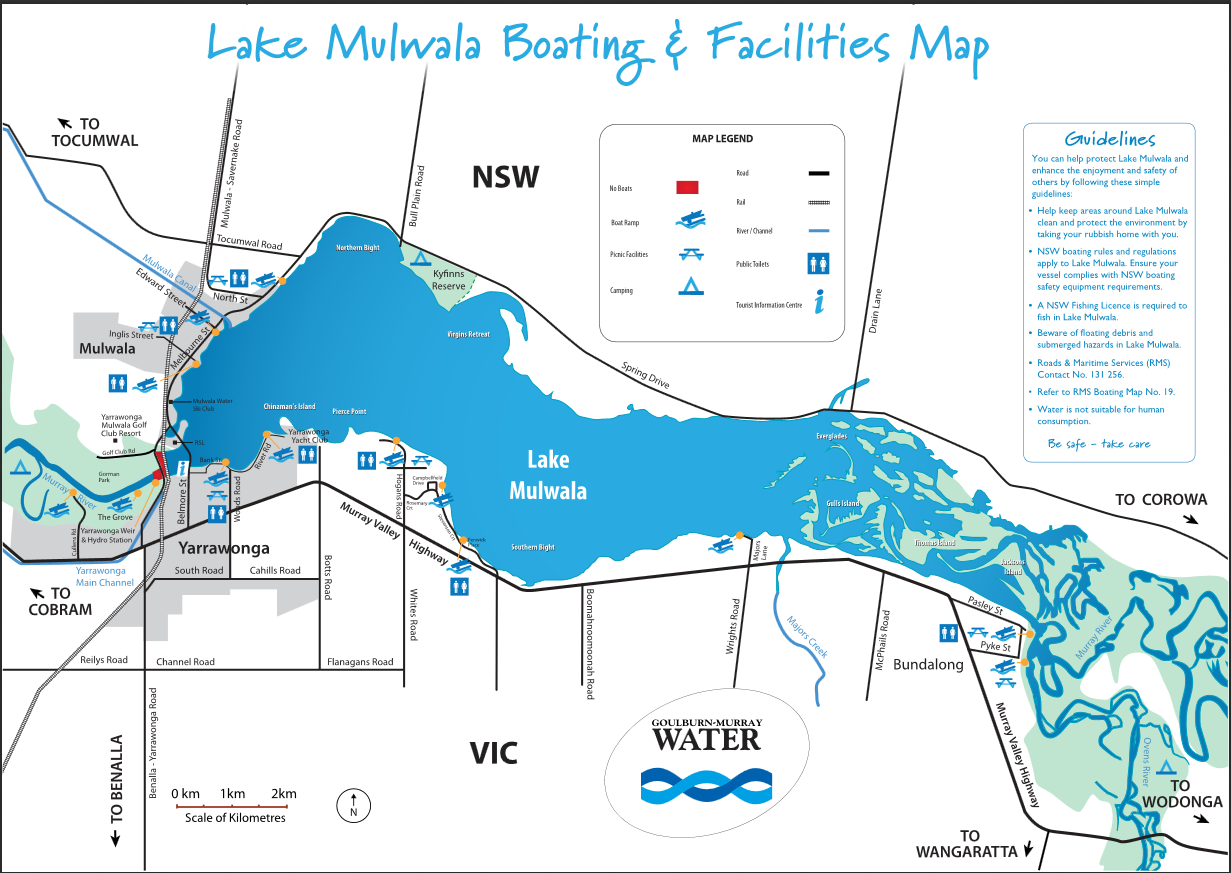 Lake Mulwala Boating & Facilities Map
TO
TOCUMWAL
NSW
Mulwala - Savernake Road
Bull Plain Road
Tocumwal Road
Mulwala Canal
Edward Street
North St
Inglis Street
Mulwala
Melbourne St
Northern Bight
Kyfinns
Reserve
Virgins Retreat
Spring Drive
Drain Lane
MAP LEGEND
No Boats
Boat Ramp
Picnic Facilities
Camping
Road
Rail
River / Channel
Public Toilets
Tourist Information Centre
Guidelines
You can help protect Lake Mulwala and
enhance the enjoyment and safety of
others by following these simple
guidelines:
• Help keep areas around Lake Mulwala
clean and protect the environment by
taking your rubbish home with you.
• NSW boating rules and regulations
apply to Lake Mulwala. Ensure your
vessel complies with NSW boating
safety equipment requirements.
• A NSW Fishing Licence is required to
fish in Lake Mulwala.
• Beware of floating debris and
submerged hazards in Lake Mulwala.
• Roads & Maritime Services (RMS)
Contact No. 131 256.
• Refer to RMS Boating Map No. 19.
• Water is not suitable for human
consumption.
Be safe - take care
TO COROWA
Mulwala Water
Ski Club
Chinaman's Island
Pierce Point
Yarrawonga
Mulwala Golf
Club Resort
Golf Club Rd
RSL
Yarrawonga
Yacht Club
River Rd
Bank St
Gorman
Park
Murray River
The Grove
Belmore St
Woods Road
Yarrawonga Weir
& Hydro Station
Cullens Rd
Yarrawonga
Yarrawonga
Main Channel
South Road
Cahills Road
Botts Road
TO
COBRAM
Hogans Road
Campbellfield
Drive
Rosemary
Crt
Murray Valley Highway
Whites Road
Lake
Mulwala
Southern Bight
Everglades
Gulls Island
Thomas Island
Jacksons
Island
Majors
Lane
Boomahnoomoonah Road
Wrights Road
Majors Creek
McPhails Road
Pasley St
Pyke St
Bundalong
Murray River
Murray Valley Highway
Ovens River
Reilys Road
Channel Road
Flanagans Road
Benalla - Yarrawonga Road
TO BENALLA
VIC
GOULBURN-MURRAY
WATER
0 km 1km 2km
Scale of Kilometres
N
TO
WODONGA
TO
WANGARATTA